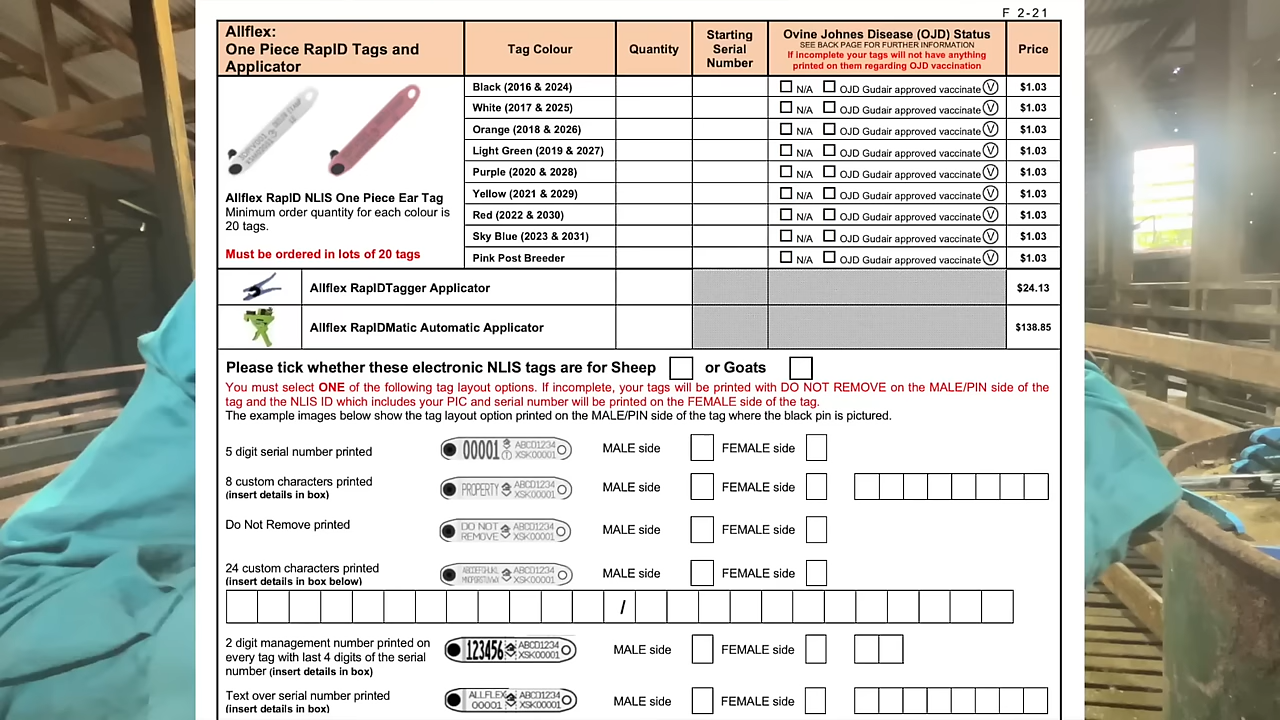 F 2-21
Allflex:
One Piece RapID Tags and
Applicator
Tag Colour
Quantity
Starting
Serial
Number
Ovine Johnes Disease (OJD) Status
SEE BACK PAGE FOR FURTHER INFORMATION
If incomplete your tags will not have anything
printed on them regarding OJD vaccination
Price
Black (2016 & 2024) N/A OJD Gudair approved vaccinate V $1.03
White (2017 & 2025) N/A OJD Gudair approved vaccinate V $1.03
Orange (2018 & 2026) N/A OJD Gudair approved vaccinate V $1.03
Light Green (2019 & 2027) N/A OJD Gudair approved vaccinate V $1.03
Purple (2020 & 2028) N/A OJD Gudair approved vaccinate V $1.03
Yellow (2021 & 2029) N/A OJD Gudair approved vaccinate V $1.03
Red (2022 & 2030) N/A OJD Gudair approved vaccinate V $1.03
Sky Blue (2023 & 2031) N/A OJD Gudair approved vaccinate V $1.03
Pink Post Breeder N/A OJD Gudair approved vaccinate V $1.03
Allflex RapID NLIS One Piece Ear Tag
Minimum order quantity for each colour is
20 tags.
Must be ordered in lots of 20 tags
Allflex RapIDTagger Applicator $24.13
Allflex RapIDMatic Automatic Applicator $138.85
Please tick whether these electronic NLIS tags are for Sheep or Goats
You must select ONE of the following tag layout options. If incomplete, your tags will be printed with DO NOT REMOVE on the MALE/PIN side of the
tag and the NLIS ID which includes your PIC and serial number will be printed on the FEMALE side of the tag.
The example images below show the tag layout option printed on the MALE/PIN side of the tag where the black pin is pictured.
5 digit serial number printed
00001 ABCD1234
XSK00001
MALE side FEMALE side
8 custom characters printed
(insert details in box)
PROPERTY ABCD1234
XSK00001
MALE side FEMALE side
Do Not Remove printed
DO NOT ABCD1234
REMOVE XSK00001
MALE side FEMALE side
24 custom characters printed
(insert details in box below)
ABCD1234
XSK00001
MALE side FEMALE side
/
2 digit management number printed on
every tag with last 4 digits of the serial
number (insert details in box)
123456 ABCD1234
XSK00001
MALE side FEMALE side
Text over serial number printed
(insert details in box)
ALLFLEX ABCD1234
00001 XSK00001
MALE side FEMALE side